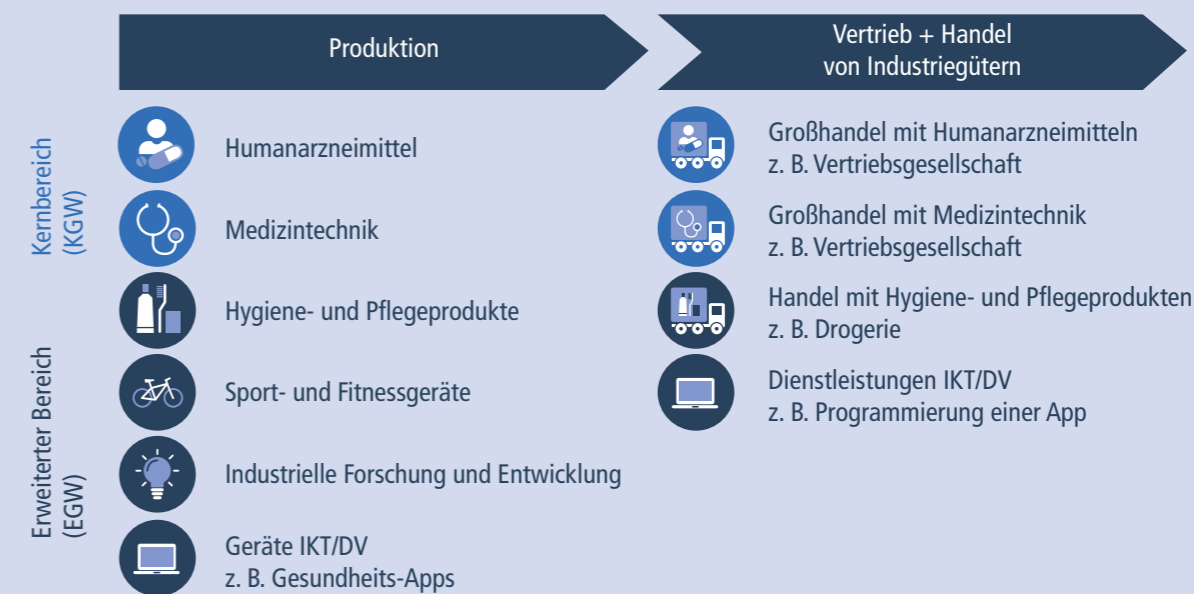 Produktion
Vertrieb + Handel
von Industriegütern
Kernbereich
(KGW)
Humanarzneimittel
Medizintechnik
Erweiterter Bereich
(EGW)
Hygiene- und Pflegeprodukte
Sport- und Fitnessgeräte
Industrielle Forschung und Entwicklung
Geräte IKT/DV
z. B. Gesundheits-Apps
Großhandel mit Humanarzneimitteln
z. B. Vertriebsgesellschaft
Großhandel mit Medizintechnik
z. B. Vertriebsgesellschaft
Handel mit Hygiene- und Pflegeprodukten
z. B. Drogerie
Dienstleistungen IKT/DV
z. B. Programmierung einer App